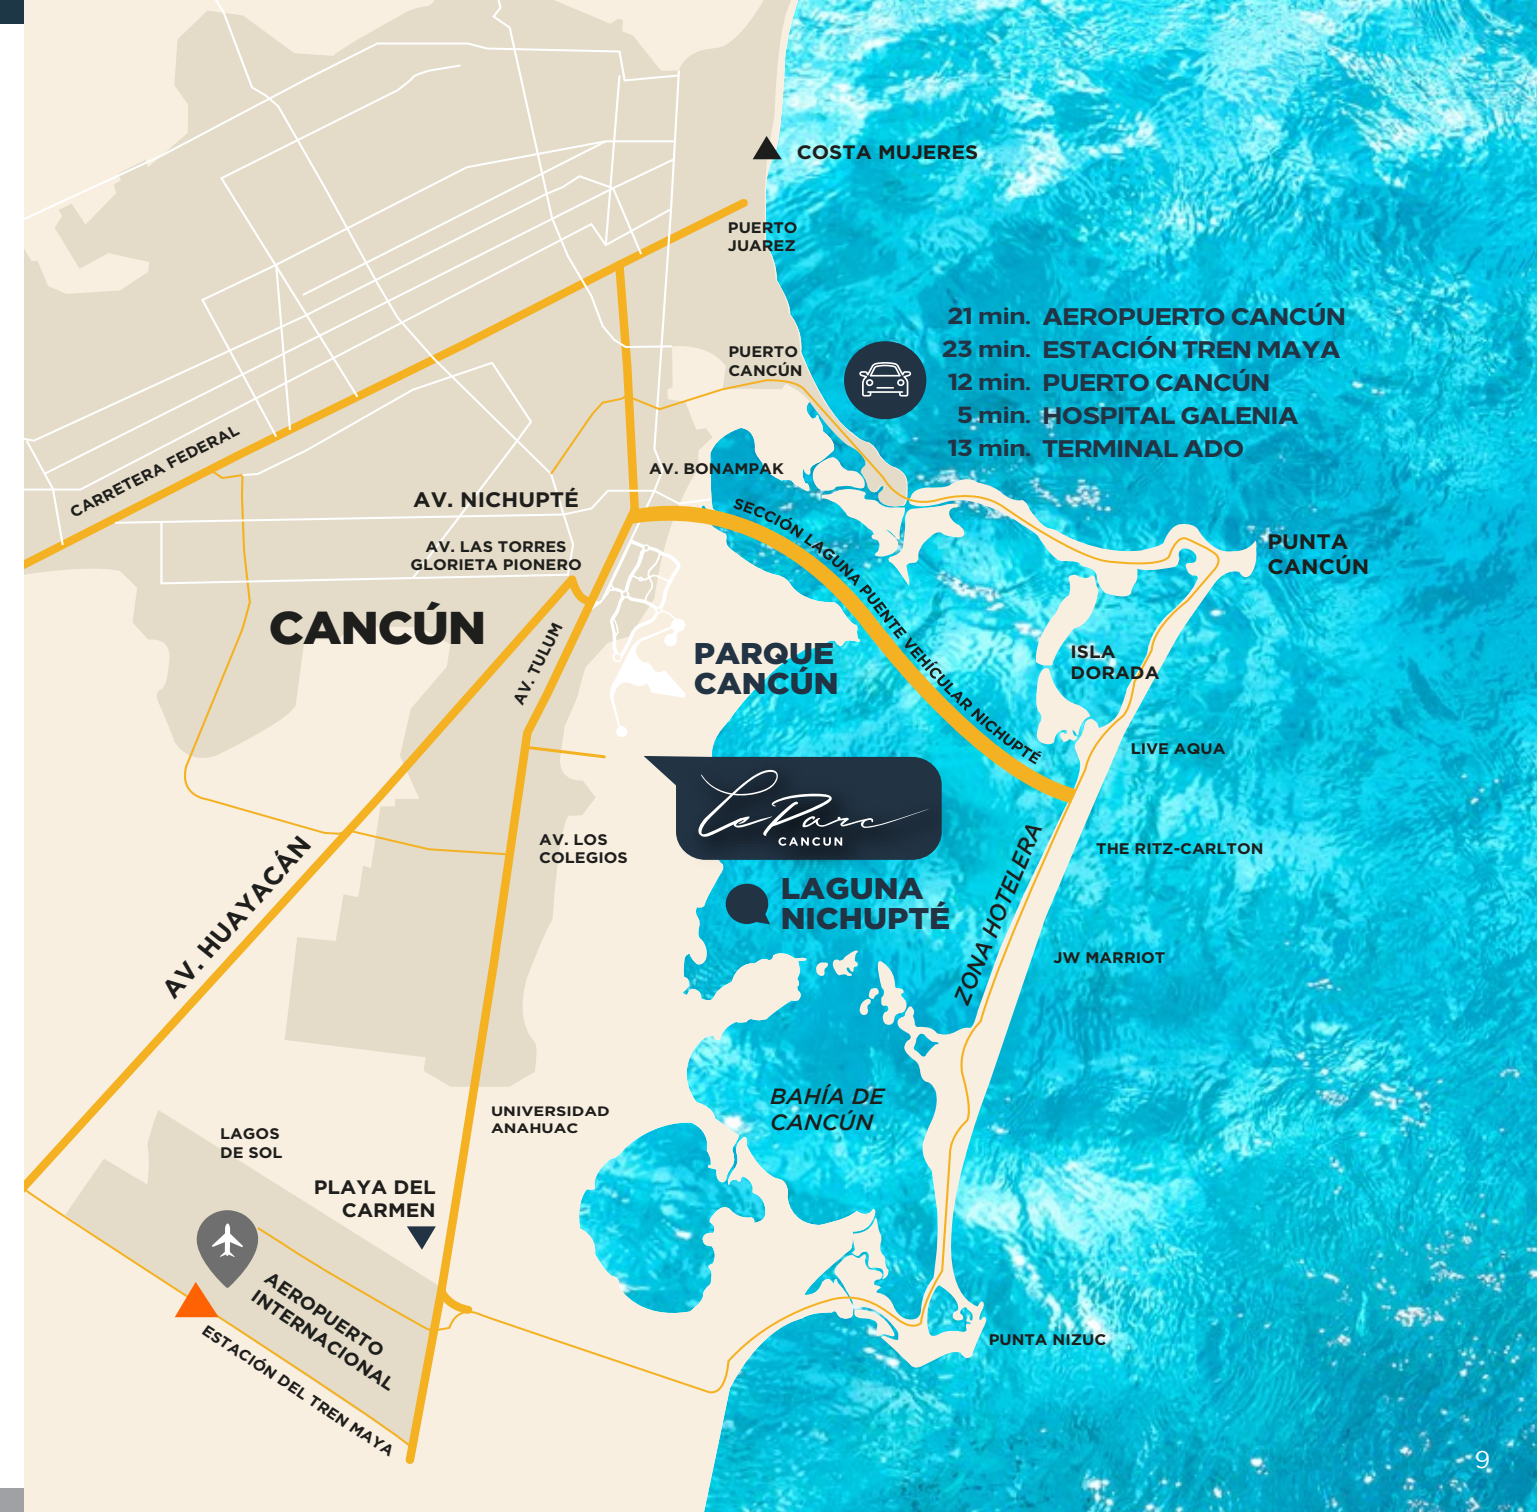 COSTA MUJERES
PUERTO
JUAREZ
21 min. AEROPUERTO CANCÚN
23 min. ESTACIÓN TREN MAYA
12 min. PUERTO CANCÚN
5 min. HOSPITAL GALENIA
13 min. TERMINAL ADO
PUERTO
CANCÚN
CARRETERA FEDERAL
AV. BONAMPAK
AV. NICHUPTÉ
SECCIÓN LAGUNA PUENTE VEHÍCULAR NICHUPTÉ
AV. LAS TORRES
GLORIETA PIONERO
PUNTA
CANCÚN
CANCÚN
AV. TULUM
PARQUE
CANCÚN
ISLA
DORADA
LIVE AQUA
Le Parc
CANCUN
AV. LOS
COLEGIOS
THE RITZ-CARLTON
AV. HUAYACÁN
LAGUNA
NICHUPTÉ
ZONA HOTELERA
JW MARRIOT
BAHÍA DE
CANCÚN
UNIVERSIDAD
ANAHUAC
LAGOS
DE SOL
PLAYA DEL
CARMEN
AEROPUERTO
INTERNACIONAL
ESTACIÓN DEL TREN MAYA
PUNTA NIZUC
9